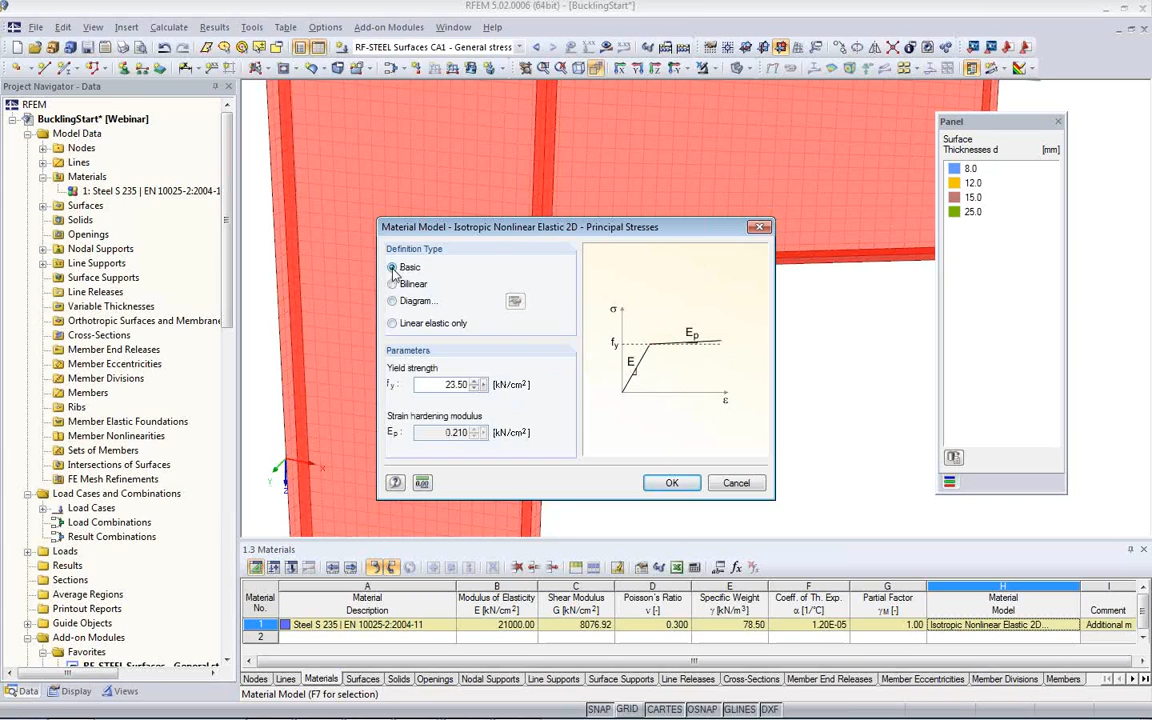 RFEM 5.02.0006 (64bit) - [BucklingStart*]
File Edit View Insert Calculate Results Tools Table Options Add-on Modules Window Help
RF-STEEL Surfaces CA1 - General stress
Project Navigator - Data
RFEM
BucklingStart* [Webinar]
Model Data
Nodes
Lines
Materials
1: Steel S 235 | EN 10025-2:2004-1
Surfaces
Solids
Openings
Nodal Supports
Line Supports
Surface Supports
Line Releases
Variable Thicknesses
Orthotropic Surfaces and Membrane
Cross-Sections
Member End Releases
Member Eccentricities
Member Divisions
Members
Ribs
Member Elastic Foundations
Member Nonlinearities
Sets of Members
Intersections of Surfaces
FE Mesh Refinements
Load Cases and Combinations
Load Cases
Load Combinations
Result Combinations
Loads
Results
Sections
Average Regions
Printout Reports
Guide Objects
Add-on Modules
Favorites
RF-STEEL Surfaces - General st
Data Display Views
X
Y
Z
Panel
Surface
Thicknesses d [mm]
8.0
12.0
15.0
25.0
Material Model - Isotropic Nonlinear Elastic 2D - Principal Stresses
Definition Type
Basic
Bilinear
Diagram...
Linear elastic only
Parameters
Yield strength
fy: 23.50 [kN/cm2]
Strain hardening modulus
Ep: 0.210 [kN/cm2]
σ
fy
E
Ep
ε
OK Cancel
1.3 Materials
A B C D E F G H I
Material Material Modulus of Elasticity Shear Modulus Poisson's Ratio Specific Weight Coeff. of Th. Exp. Partial Factor Material
No. Description E [kN/cm2] G [kN/cm2] ν [-] γ [kN/m3] α [1/°C] γM [-] Model Comment
1 Steel S 235 | EN 10025-2:2004-11 21000.00 8076.92 0.300 78.50 1.20E-05 1.00 Isotropic Nonlinear Elastic 2D... Additional m
2
Nodes Lines Materials Surfaces Solids Openings Nodal Supports Line Supports Surface Supports Line Releases Cross-Sections Member End Releases Member Eccentricities Member Divisions Members
Material Model (F7 for selection)
SNAP GRID CARTES OSNAP GLINES DXF